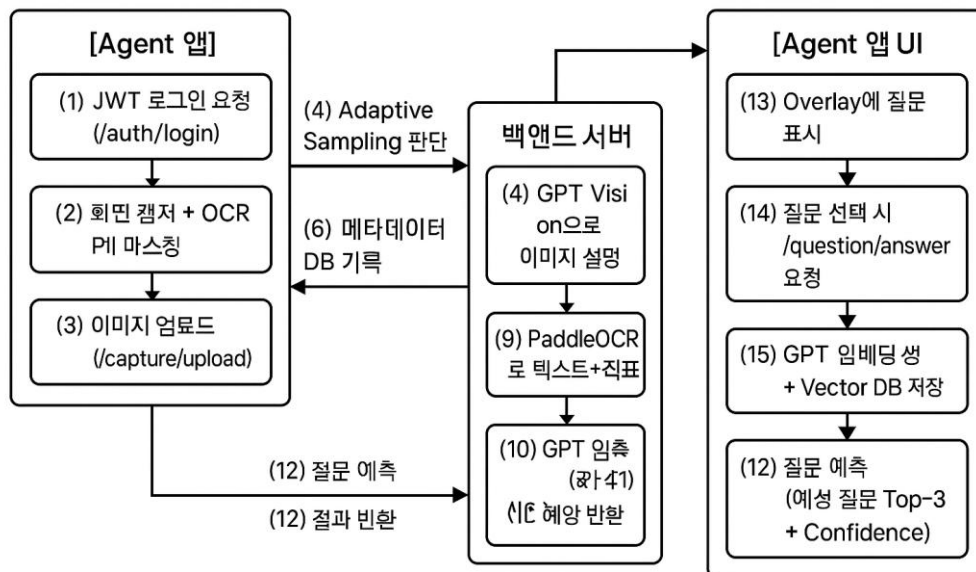 [Agent 앱]
(1) JWT 로그인 요청
(/auth/login)
(2) 회띤 캠저 + OCR
마스칭
(3) 이미지 엄료드
(/capture/upload)
(4) Adaptive
Sampling 판단
(6) 메타데이터
DB 기륵
(12) 절문 예측
(12) 절과 빈환
백앤드 서버
(4) GPT Visi
on으로
이미지 설멍
(9) PaddleOCR
로 텍스트+직표
(10) GPT 임측
혜앙 반환
[Agent 앱 UI
(13) Overlay에 질문
표시
(14) 질문 선택 시
/question/answer
요청
(15) GPT 임베딩 생
+ Vector DB 저장
(12) 질문 예측
(예성 질문 Top-3
+ Confidence)